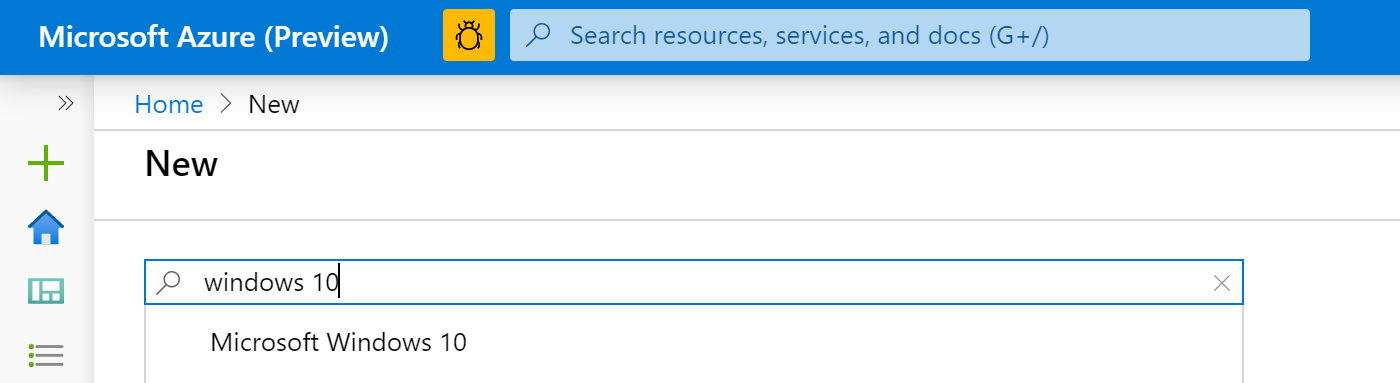 Microsoft Azure (Preview)
Search resources, services, and docs (G+/)
Home > New
New
windows 10
Microsoft Windows 10